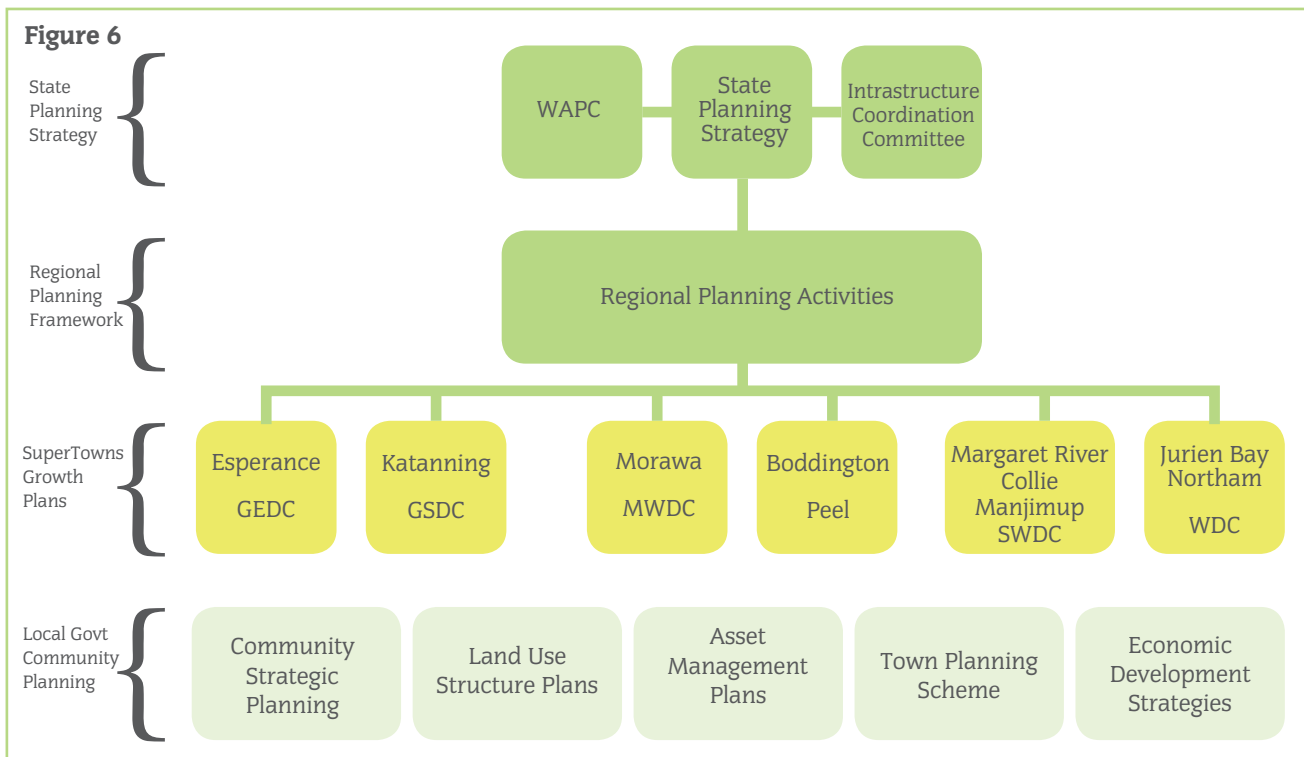 Figure 6
State
Planning
Strategy
WAPC
State
Planning
Strategy
Intrastructure
Coordination
Committee
Regional
Planning
Framework
Regional Planning Activities
SuperTowns
Growth
Plans
Esperance
GEDC
Katanning
GSDC
Morawa
MWDC
Boddington
Peel
Margaret River
Collie
Manjimup
SWDC
Jurien Bay
Northam
WDC
Local Govt
Community
Planning
Community
Strategic
Planning
Land Use
Structure Plans
Asset
Management
Plans
Town Planning
Scheme
Economic
Development
Strategies